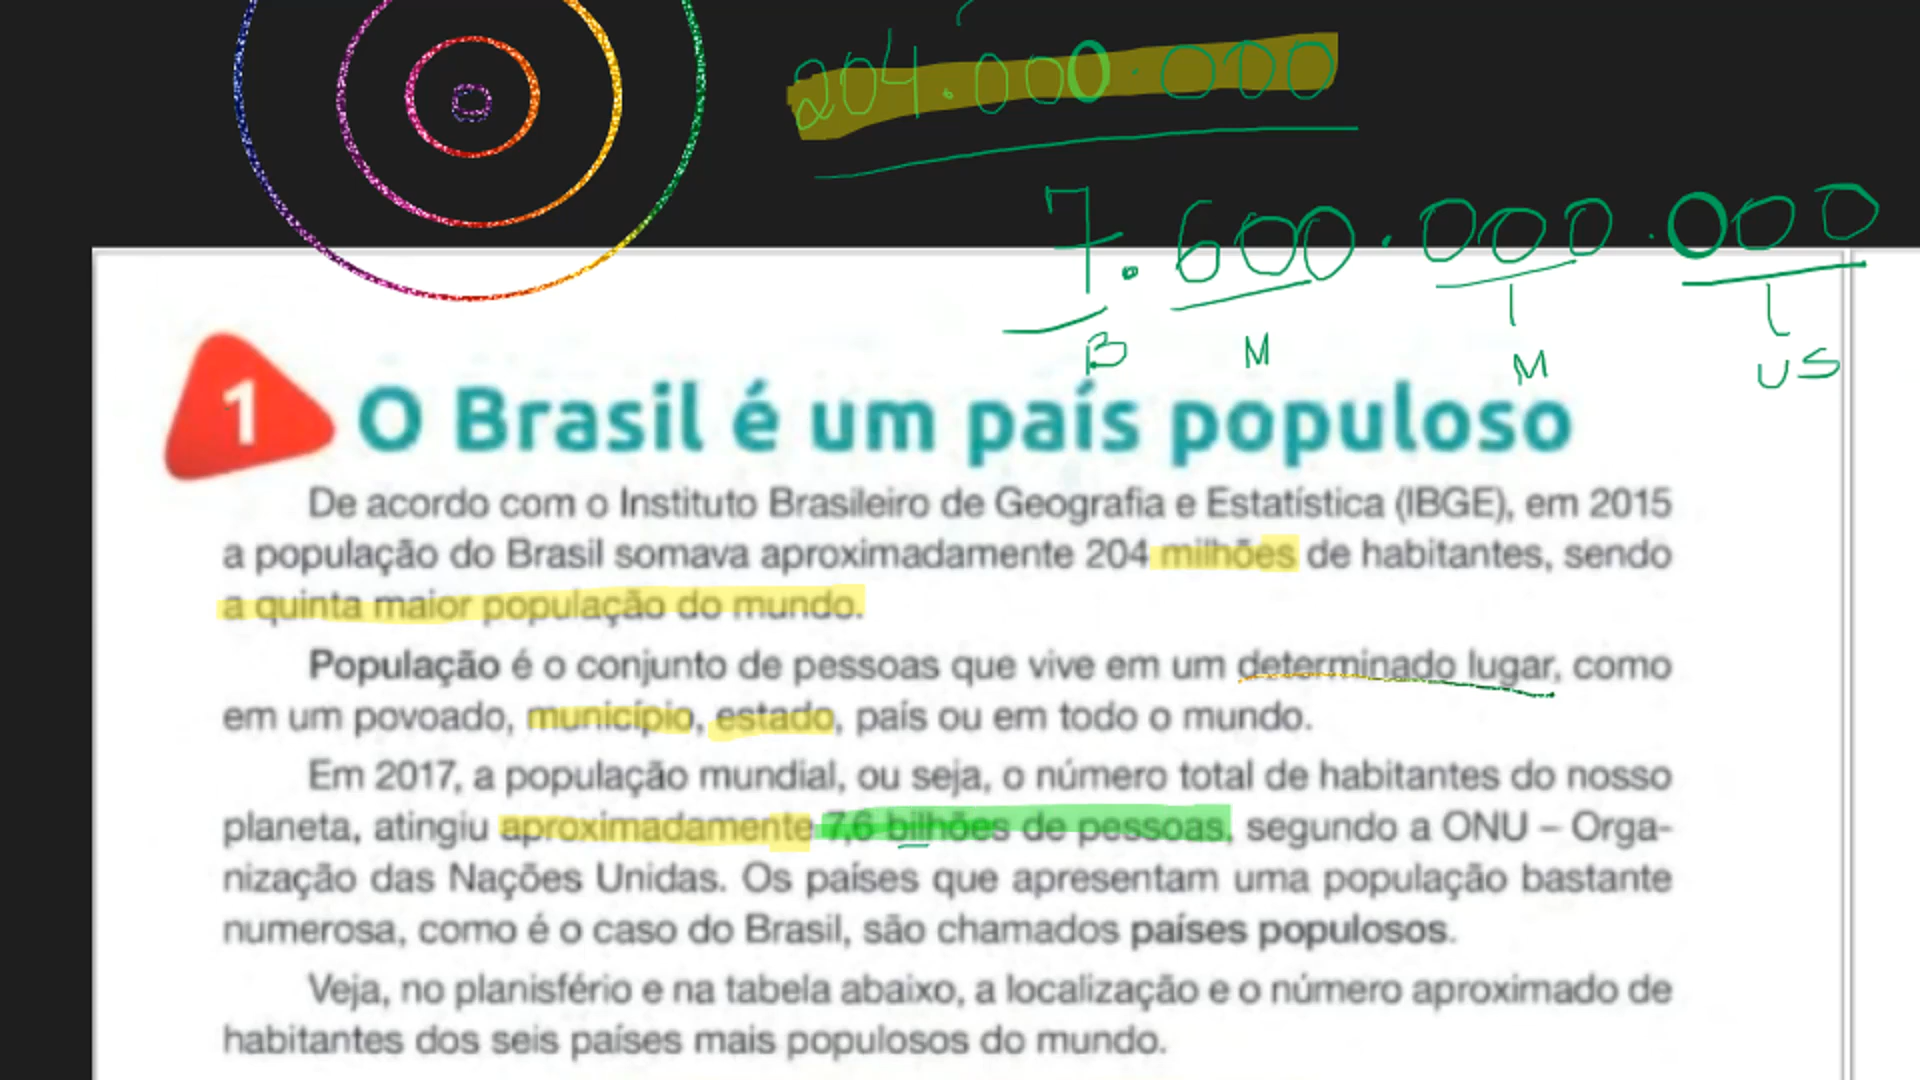 204.000.000
7.600.000.000
B M M US
1 O Brasil é um país populoso
De acordo com o Instituto Brasileiro de Geografia e Estatística (IBGE), em 2015
a população do Brasil somava aproximadamente 204 milhões de habitantes, sendo
a quinta maior população do mundo.
População é o conjunto de pessoas que vive em um determinado lugar, como
em um povoado, município, estado, país ou em todo o mundo.
Em 2017, a população mundial, ou seja, o número total de habitantes do nosso
planeta, atingiu aproximadamente 7,6 bilhões de pessoas, segundo a ONU – Orga-
nização das Nações Unidas. Os países que apresentam uma população bastante
numerosa, como é o caso do Brasil, são chamados países populosos.
Veja, no planisfério e na tabela abaixo, a localização e o número aproximado de
habitantes dos seis países mais populosos do mundo.